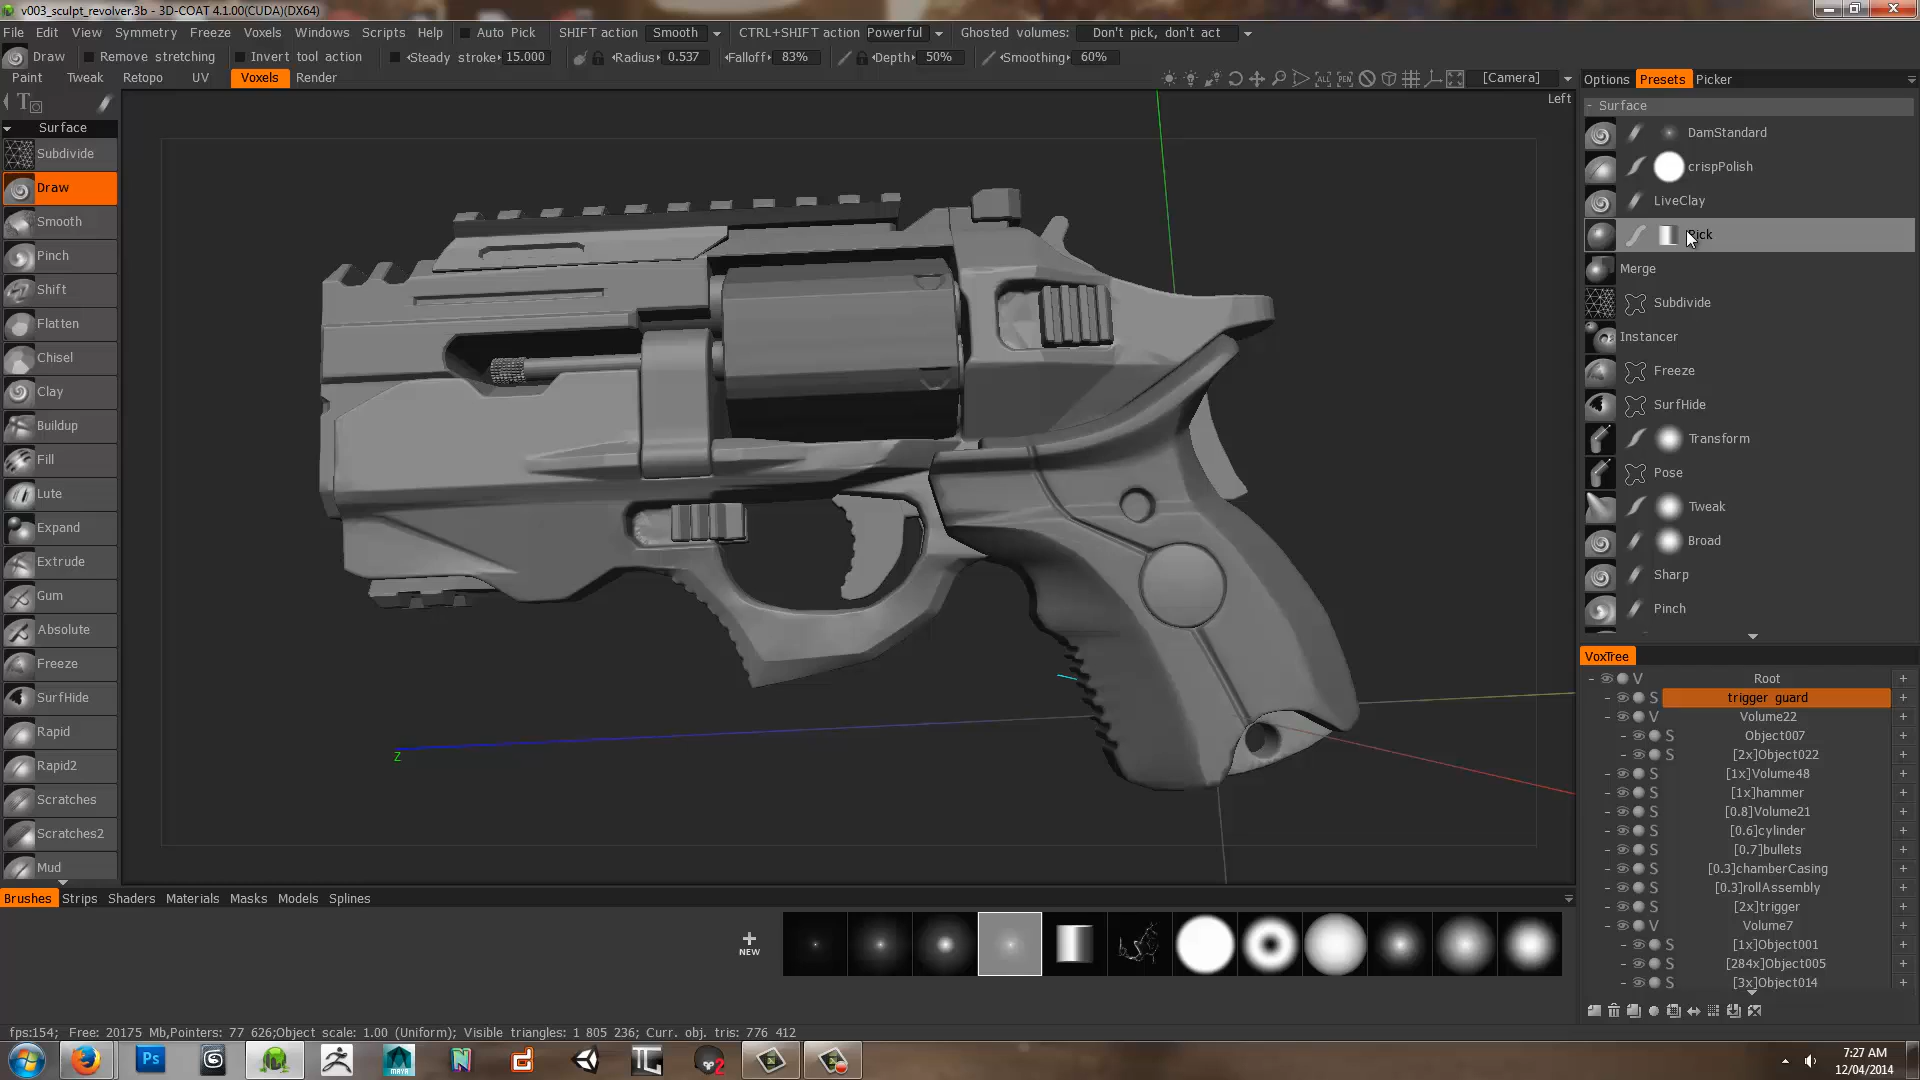 v003_sculpt_revolver.3b - 3D-COAT 4.1.00(CUDA)(DX64)
File Edit View Symmetry Freeze Voxels Windows Scripts Help Auto Pick SHIFT action Smooth CTRL+SHIFT action Powerful Ghosted volumes: Don't pick, don't act
Draw Remove stretching Invert tool action Steady stroke 15.000 Radius 0.537 Falloff 83% Depth 50% Smoothing 60%
Paint Tweak Retopo UV Voxels Render [Camera] Options Presets Picker
Left
Surface
Subdivide
Draw
Smooth
Pinch
Shift
Flatten
Chisel
Clay
Buildup
Fill
Lute
Expand
Extrude
Gum
Absolute
Freeze
SurfHide
Rapid
Rapid2
Scratches
Scratches2
Mud
Z
- Surface
DamStandard
crispPolish
LiveClay
Merge
Subdivide
Instancer
Freeze
SurfHide
Transform
Pose
Tweak
Broad
Sharp
Pinch
VoxTree
- V Root +
- S trigger_guard +
- V Volume22 +
- S Object007 +
- S [2x]Object022 +
- S [1x]Volume48 +
- S [1x]hammer +
- S [0.8]Volume21 +
- S [0.6]cylinder +
- S [0.7]bullets +
- S [0.3]chamberCasing +
- S [0.3]rollAssembly +
- S [2x]trigger +
- V Volume7 +
- S [1x]Object001 +
- S [284x]Object005 +
- S [3x]Object014 +
Brushes Strips Shaders Materials Masks Models Splines
+
NEW
fps:154; Free: 20175 Mb,Pointers: 77 626;Object scale: 1.00 (Uniform); Visible triangles: 1 805 236; Curr. obj. tris: 776 412
Ps MAYA N 2
7:27 AM
12/04/2014